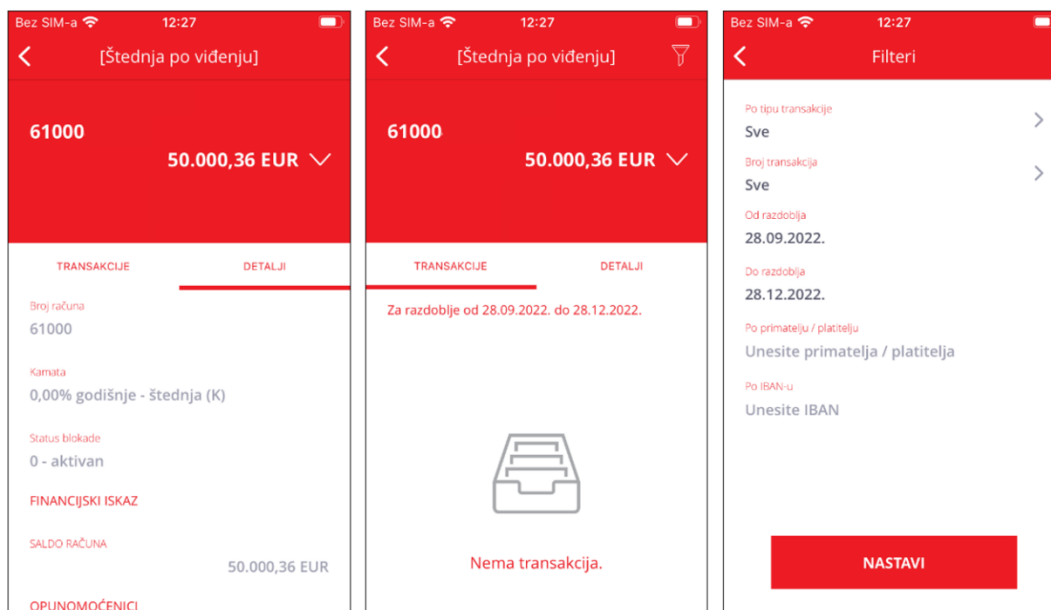 Bez SIM-a 12:27
[Štednja po viđenju]
61000
50.000,36 EUR
TRANSAKCIJE DETALJI
Broj računa
61000
Kamata
0,00% godišnje - štednja (K)
Status blokade
0 - aktivan
FINANCIJSKI ISKAZ
SALDO RAČUNA
50.000,36 EUR
OPUNOMOĆENICI
Bez SIM-a 12:27
[Štednja po viđenju]
61000
50.000,36 EUR
TRANSAKCIJE DETALJI
Za razdoblje od 28.09.2022. do 28.12.2022.
Nema transakcija.
Bez SIM-a 12:27
Filteri
Po tipu transakcije
Sve
Broj transakcija
Sve
Od razdoblja
28.09.2022.
Do razdoblja
28.12.2022.
Po primatelju / platitelju
Unesite primatelja / platitelja
Po IBAN-u
Unesite IBAN
NASTAVI